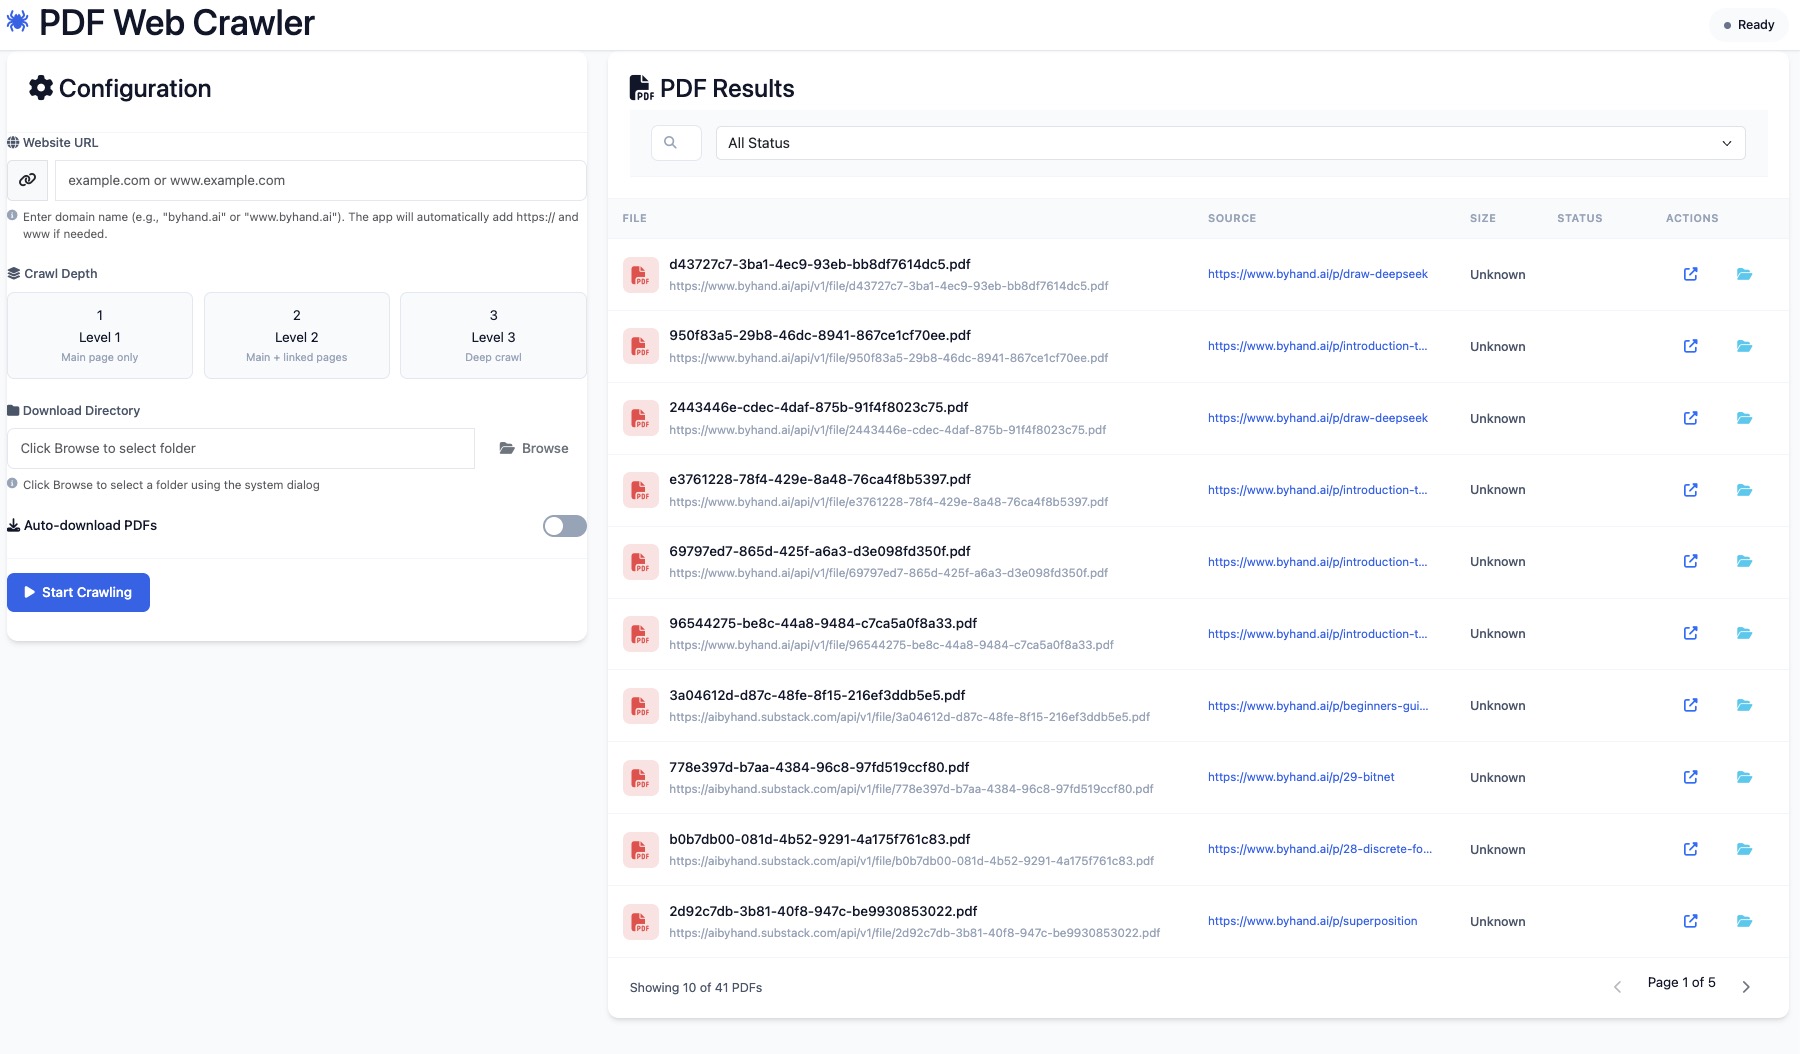 PDF Web Crawler
Ready
Configuration
Website URL
example.com or www.example.com
Enter domain name (e.g., "byhand.ai" or "www.byhand.ai"). The app will automatically add https:// and
www if needed.
Crawl Depth
1
Level 1
Main page only
2
Level 2
Main + linked pages
3
Level 3
Deep crawl
Download Directory
Click Browse to select folder
Browse
Click Browse to select a folder using the system dialog
Auto-download PDFs
Start Crawling
PDF Results
All Status
FILE SOURCE SIZE STATUS ACTIONS
d43727c7-3ba1-4ec9-93eb-bb8df7614dc5.pdf
https://www.byhand.ai/api/v1/file/d43727c7-3ba1-4ec9-93eb-bb8df7614dc5.pdf
https://www.byhand.ai/p/draw-deepseek
Unknown
950f83a5-29b8-46dc-8941-867ce1cf70ee.pdf
https://www.byhand.ai/api/v1/file/950f83a5-29b8-46dc-8941-867ce1cf70ee.pdf
https://www.byhand.ai/p/introduction-t...
Unknown
2443446e-cdec-4daf-875b-91f4f8023c75.pdf
https://www.byhand.ai/api/v1/file/2443446e-cdec-4daf-875b-91f4f8023c75.pdf
https://www.byhand.ai/p/draw-deepseek
Unknown
e3761228-78f4-429e-8a48-76ca4f8b5397.pdf
https://www.byhand.ai/api/v1/file/e3761228-78f4-429e-8a48-76ca4f8b5397.pdf
https://www.byhand.ai/p/introduction-t...
Unknown
69797ed7-865d-425f-a6a3-d3e098fd350f.pdf
https://www.byhand.ai/api/v1/file/69797ed7-865d-425f-a6a3-d3e098fd350f.pdf
https://www.byhand.ai/p/introduction-t...
Unknown
96544275-be8c-44a8-9484-c7ca5a0f8a33.pdf
https://www.byhand.ai/api/v1/file/96544275-be8c-44a8-9484-c7ca5a0f8a33.pdf
https://www.byhand.ai/p/introduction-t...
Unknown
3a04612d-d87c-48fe-8f15-216ef3ddb5e5.pdf
https://aibyhand.substack.com/api/v1/file/3a04612d-d87c-48fe-8f15-216ef3ddb5e5.pdf
https://www.byhand.ai/p/beginners-gui...
Unknown
778e397d-b7aa-4384-96c8-97fd519ccf80.pdf
https://aibyhand.substack.com/api/v1/file/778e397d-b7aa-4384-96c8-97fd519ccf80.pdf
https://www.byhand.ai/p/29-bitnet
Unknown
b0b7db00-081d-4b52-9291-4a175f761c83.pdf
https://aibyhand.substack.com/api/v1/file/b0b7db00-081d-4b52-9291-4a175f761c83.pdf
https://www.byhand.ai/p/28-discrete-fo...
Unknown
2d92c7db-3b81-40f8-947c-be9930853022.pdf
https://aibyhand.substack.com/api/v1/file/2d92c7db-3b81-40f8-947c-be9930853022.pdf
https://www.byhand.ai/p/superposition
Unknown
Showing 10 of 41 PDFs
Page 1 of 5